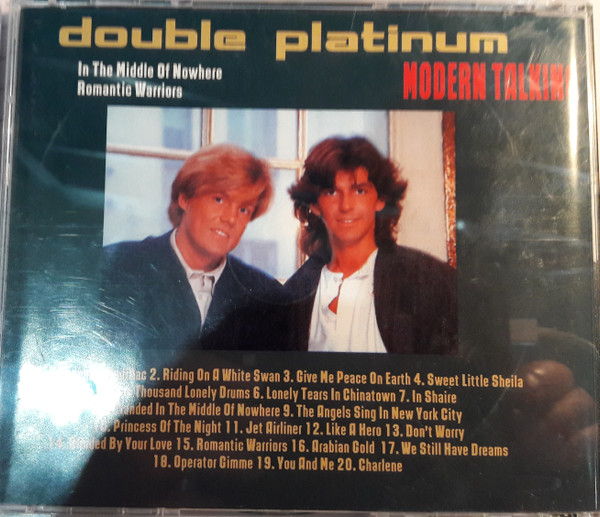 double platinum
In The Middle Of Nowhere
Romantic Warriors
MODERN TALKIN
2. Riding On A White Swan 3. Give Me Peace On Earth 4. Sweet Little Sheila
Thousand Lonely Drums 6. Lonely Tears In Chinatown 7. In Shaire
In The Middle Of Nowhere 9. The Angels Sing In New York City
10. Princess Of The Night 11. Jet Airliner 12. Like A Hero 13. Don't Worry
14. By Your Love 15. Romantic Warriors 16. Arabian Gold 17. We Still Have Dreams
18. Operator Gimme 19. You And Me 20. Charlene